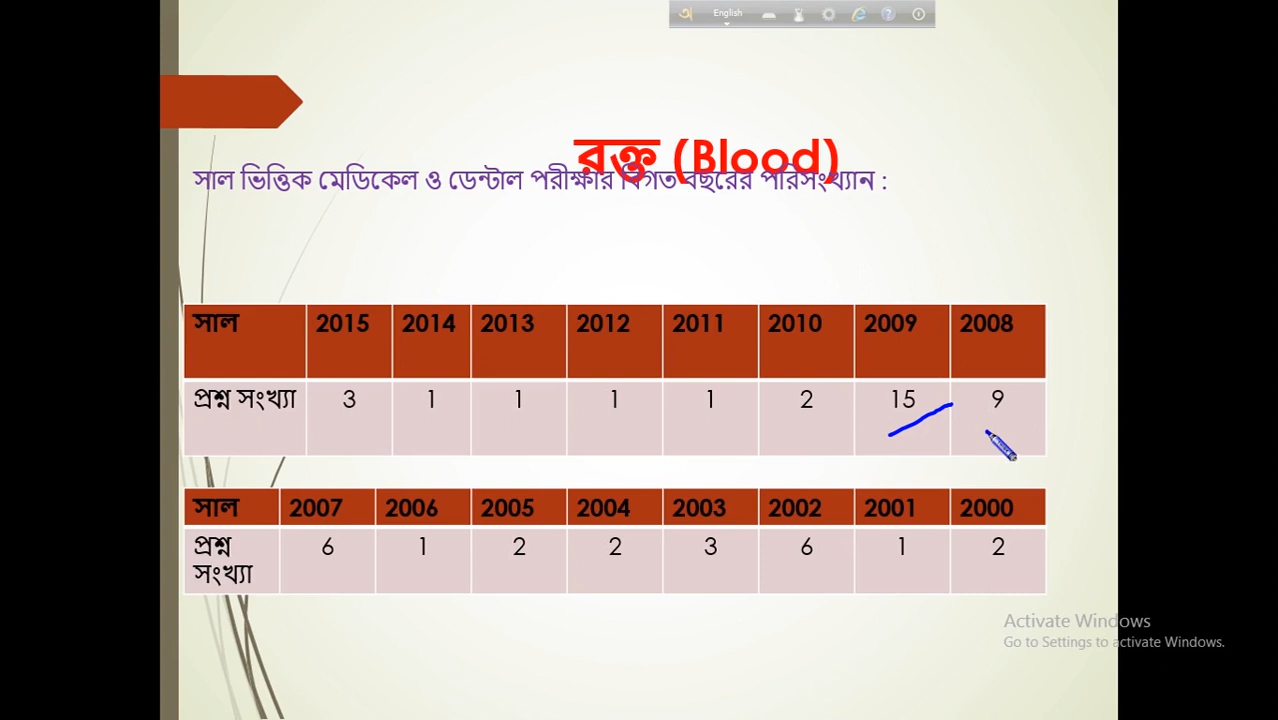 English
রক্ত (Blood)
সাল ভিত্তিক মেডিকেল ও ডেন্টাল পরীক্ষার বিগত বছরের পরিসংখ্যান :
সাল 2015 2014 2013 2012 2011 2010 2009 2008
প্রশ্ন সংখ্যা 3 1 1 1 1 2 15 9
সাল 2007 2006 2005 2004 2003 2002 2001 2000
প্রশ্ন 6 1 2 2 3 6 1 2
সংখ্যা
Activate Windows
Go to Settings to activate Windows.